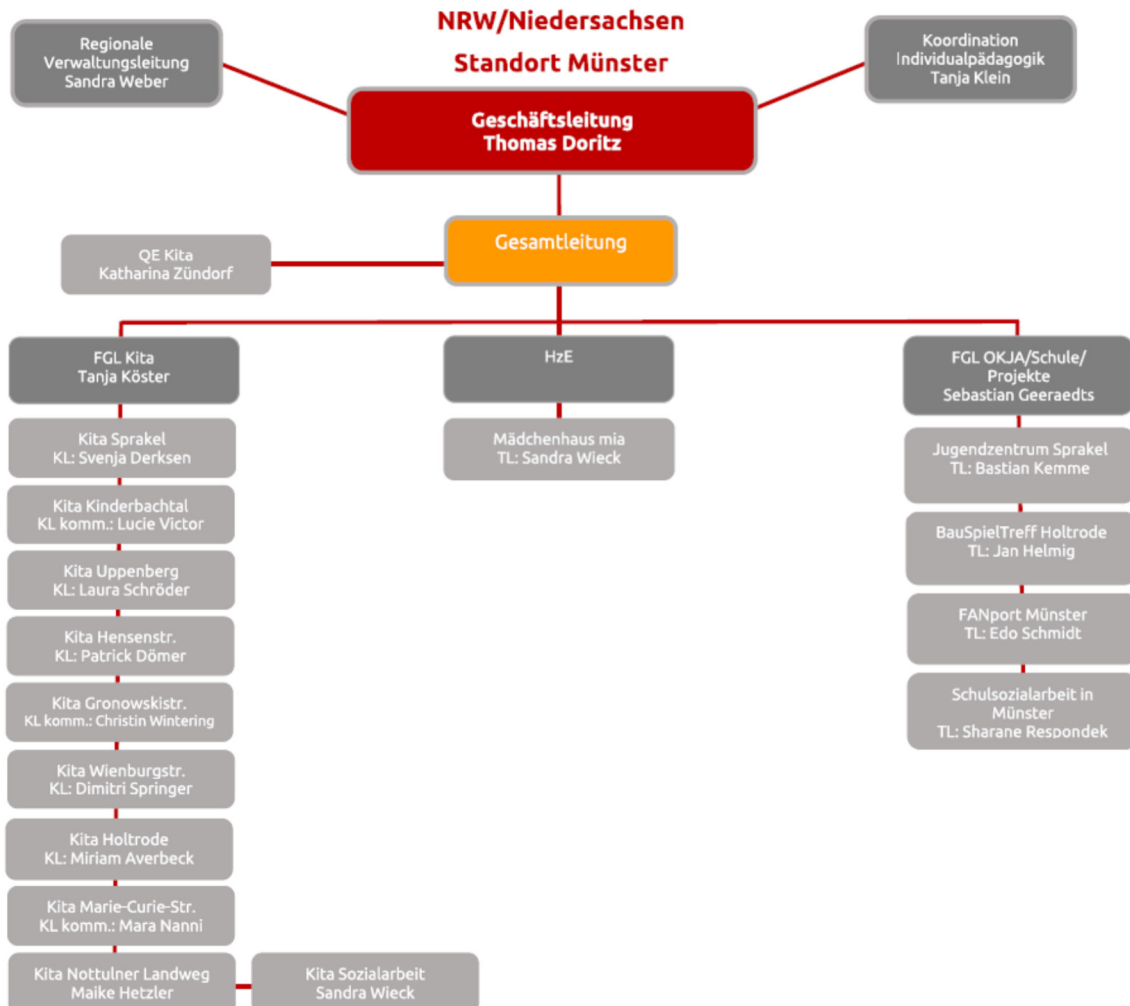 NRW/Niedersachsen
Standort Münster
Regionale
Verwaltungsleitung
Sandra Weber
Koordination
Individualpädagogik
Tanja Klein
Geschäftsleitung
Thomas Doritz
Gesamtleitung
QE Kita
Katharina Zündorf
FGL Kita
Tanja Köster
Kita Sprakel
KL: Svenja Derksen
Kita Kinderbachtal
KL komm.: Lucie Victor
Kita Uppenberg
KL: Laura Schröder
Kita Hensenstr.
KL: Patrick Dömer
Kita Gronowskistr.
KL komm.: Christin Wintering
Kita Wienburgstr.
KL: Dimitri Springer
Kita Holtrode
KL: Miriam Averbeck
Kita Marie-Curie-Str.
KL komm.: Mara Nanni
Kita Nottulner Landweg
Maike Hetzler
Kita Sozialarbeit
Sandra Wieck
HzE
Mädchenhaus mia
TL: Sandra Wieck
FGL OKJA/Schule/
Projekte
Sebastian Geeraedts
Jugendzentrum Sprakel
TL: Bastian Kemme
BauSpielTreff Holtrode
TL: Jan Helmig
FANport Münster
TL: Edo Schmidt
Schulsozialarbeit in
Münster
TL: Sharane Respondek